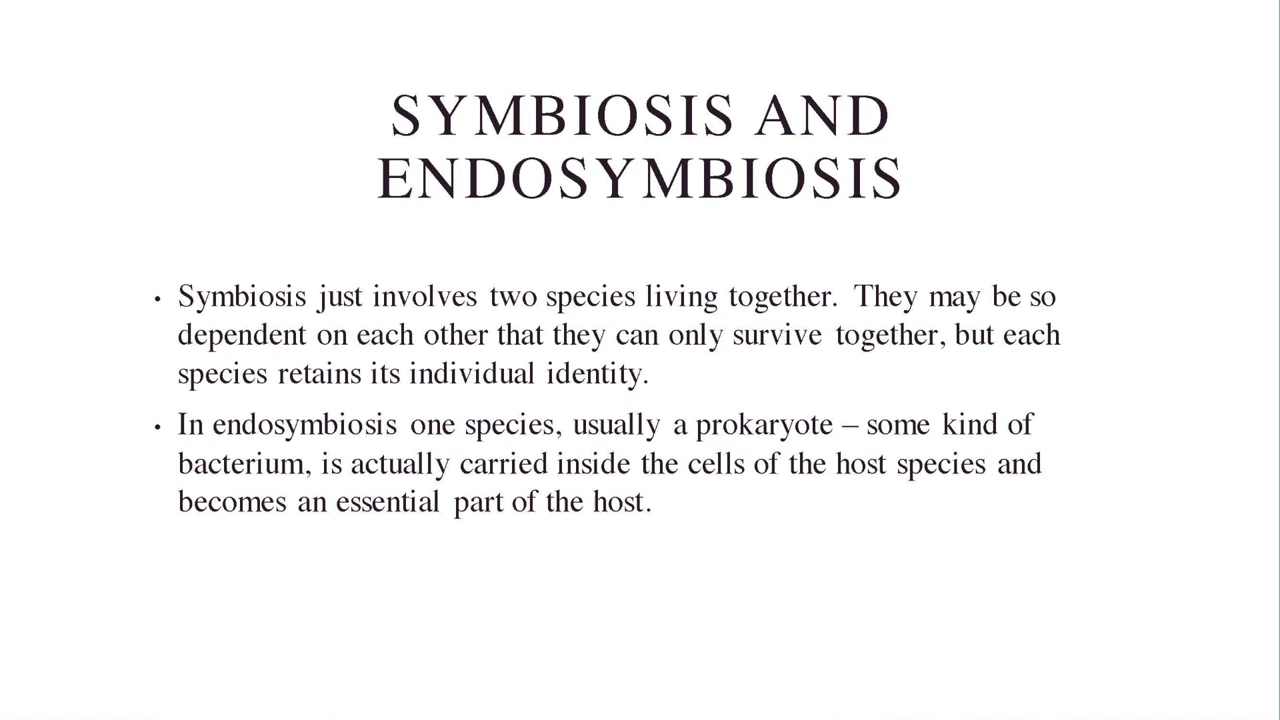 SYMBIOSIS AND
ENDOSYMBIOSIS
• Symbiosis just involves two species living together. They may be so
dependent on each other that they can only survive together, but each
species retains its individual identity.
• In endosymbiosis one species, usually a prokaryote – some kind of
bacterium, is actually carried inside the cells of the host species and
becomes an essential part of the host.